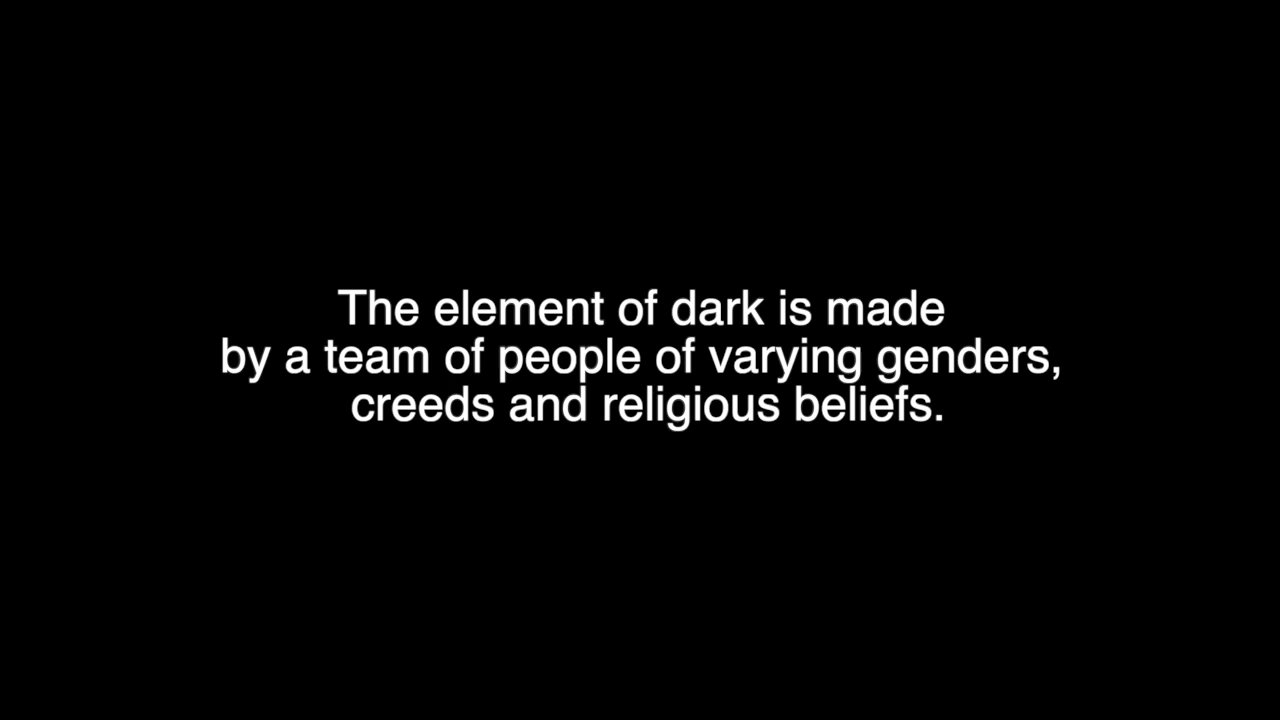 The element of dark is made
by a team of people of varying genders,
creeds and religious beliefs.